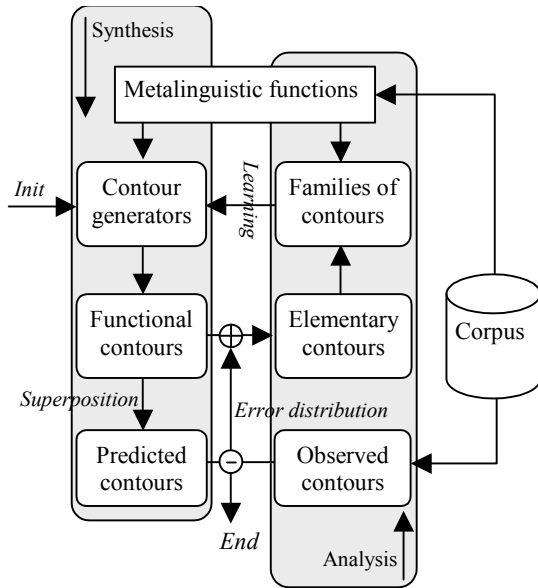 Synthesis
Metalinguistic functions
Init
Contour
generators
Learning
Families of
contours
Functional
contours
Elementary
contours
Corpus
Superposition
Error distribution
Predicted
contours
Observed
contours
End
Analysis